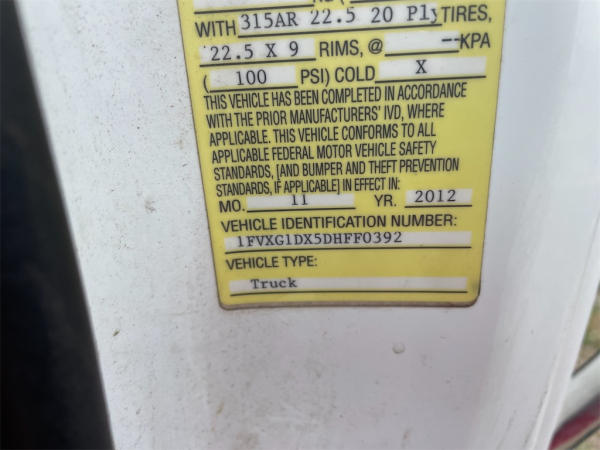 WITH 315AR 22.5 20 Ply TIRES,
22.5 X 9 RIMS, @ --KPA
( 100 PSI) COLD X
THIS VEHICLE HAS BEEN COMPLETED IN ACCORDANCE
WITH THE PRIOR MANUFACTURERS' IVD, WHERE
APPLICABLE. THIS VEHICLE CONFORMS TO ALL
APPLICABLE FEDERAL MOTOR VEHICLE SAFETY
STANDARDS, [AND BUMPER AND THEFT PREVENTION
STANDARDS, IF APPLICABLE] IN EFFECT IN:
MO. 11 YR. 2012
VEHICLE IDENTIFICATION NUMBER:
1FVXG1DX5DHFF0392
VEHICLE TYPE:
Truck